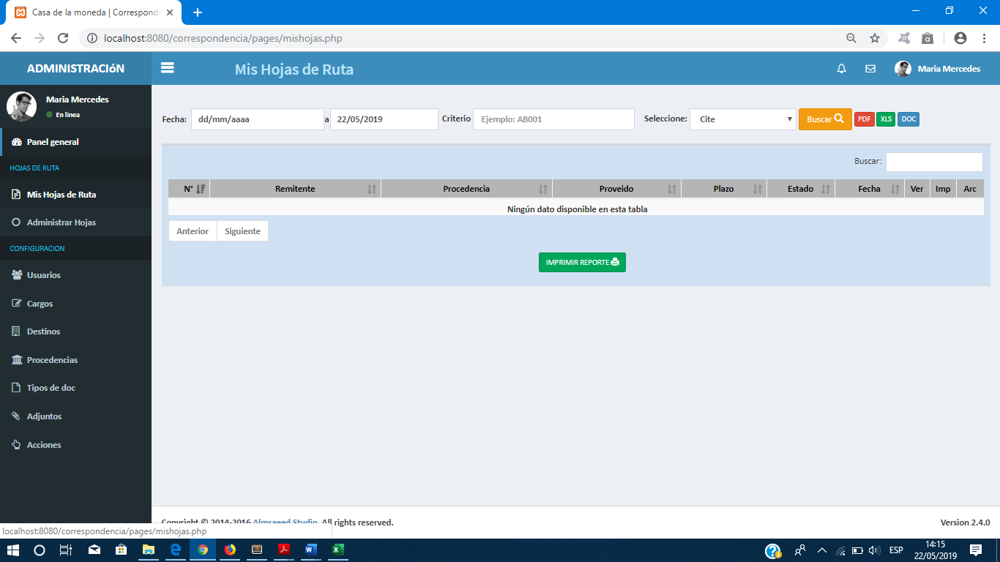 Casa de la moneda | Correspond
localhost:8080/correspondencia/pages/mishojas.php
ADMINISTRACIóN
Mis Hojas de Ruta
Maria Mercedes
Maria Mercedes
En linea
Panel general
HOJAS DE RUTA
Mis Hojas de Ruta
Administrar Hojas
CONFIGURACION
Usuarios
Cargos
Destinos
Procedencias
Tipos de doc
Adjuntos
Acciones
Fecha: dd/mm/aaaa a 22/05/2019 Criterio Ejemplo: AB001 Seleccione: Cite Buscar PDF XLS DOC
Buscar:
N° Remitente Procedencia Proveido Plazo Estado Fecha Ver Imp Arc
Ningún dato disponible en esta tabla
Anterior Siguiente
IMPRIMIR REPORTE
Copyright © 2014-2016 Almsaeed Studio. All rights reserved. Version 2.4.0
localhost:8080/correspondencia/pages/mishojas.php
ESP
14:15
22/05/2019